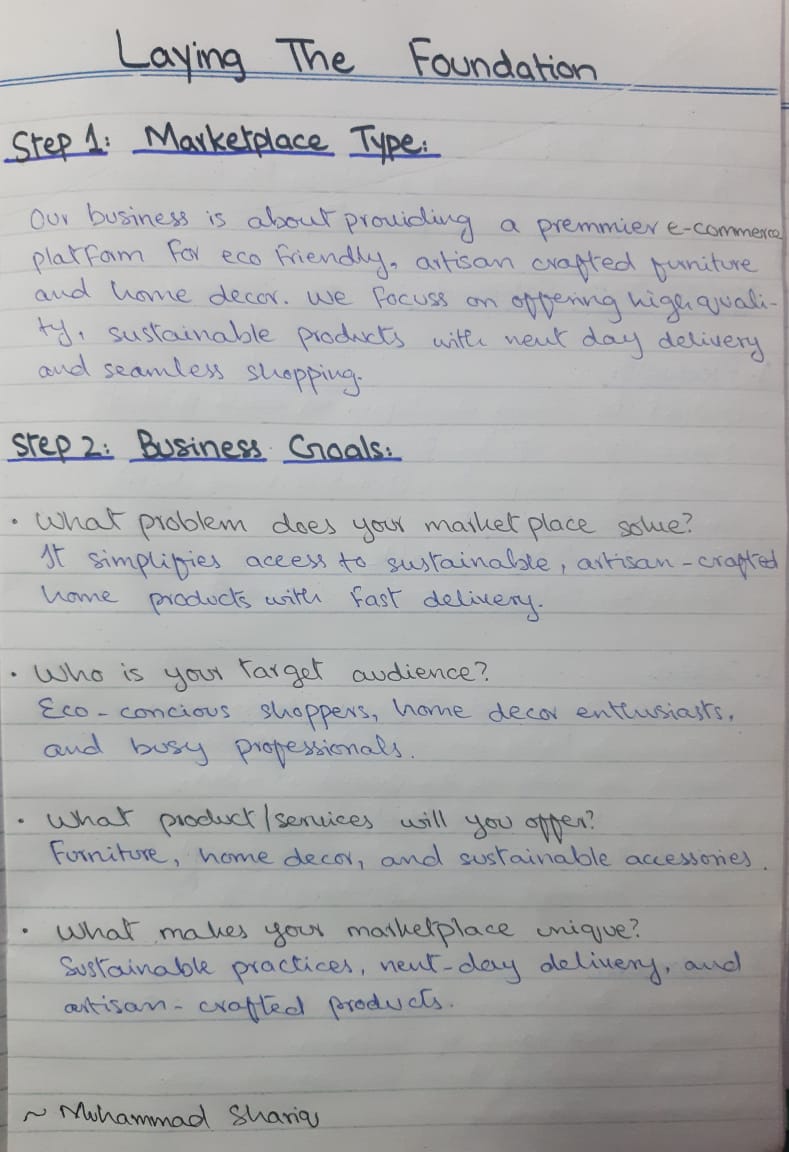 Laying The Foundation
Step 1: Marketplace Type:
Our business is about providing a premmier e-commerce
platform for eco friendly, artisan crafted furniture
and home decor. We focuss on offering high quali-
ty, sustainable products with next day delivery
and seamless shopping.
Step 2: Business Goals:
• What problem does your market place solve?
It simplifies acess to sustainable, artisan-crafted
home products with fast delivery.
• Who is your target audience?
Eco-concious shoppers, home decor enthusiasts,
and busy professionals.
• What product/services will you offer?
Furniture, home decor, and sustainable accessories.
• What makes your marketplace unique?
Sustainable practices, next-day delivery, and
artisan-crafted products.
~ Muhammad Shariq